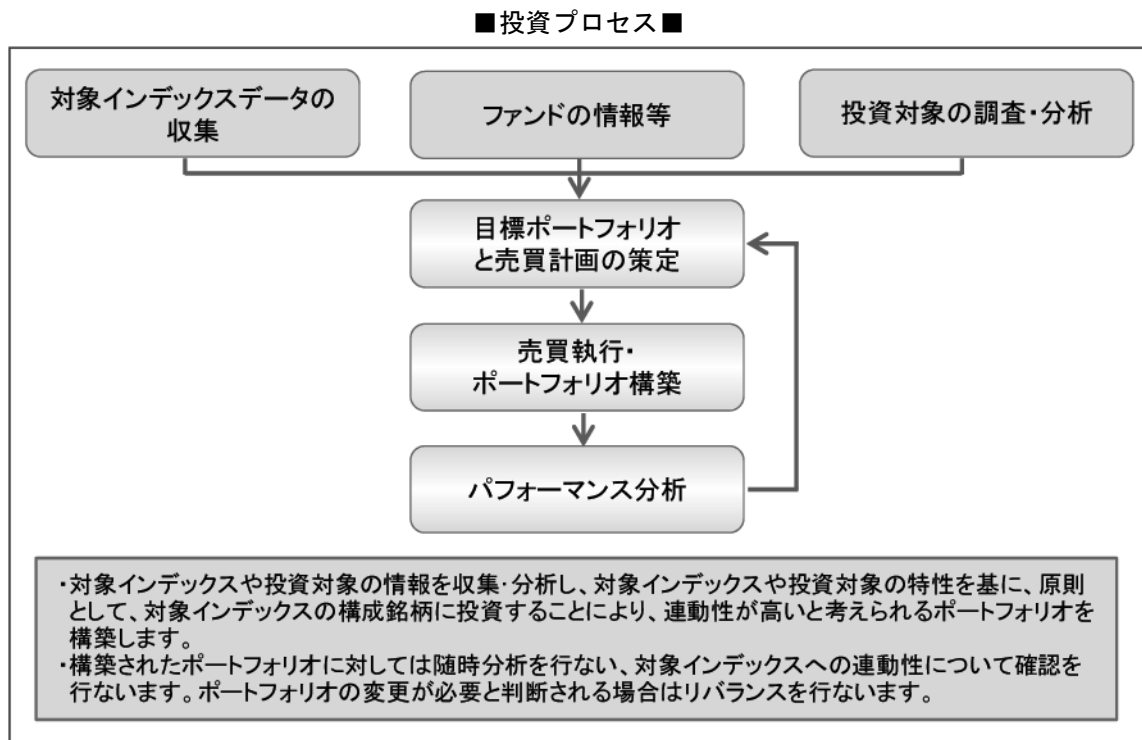 ■投資プロセス■
対象インデックスデータの
収集
ファンドの情報等
投資対象の調査・分析
目標ポートフォリオ
と売買計画の策定
売買執行・
ポートフォリオ構築
パフォーマンス分析
・対象インデックスや投資対象の情報を収集・分析し、対象インデックスや投資対象の特性を基に、原則
として、対象インデックスの構成銘柄に投資することにより、連動性が高いと考えられるポートフォリオを
構築します。
・構築されたポートフォリオに対しては随時分析を行ない、対象インデックスへの連動性について確認を
行ないます。ポートフォリオの変更が必要と判断される場合はリバランスを行ないます。